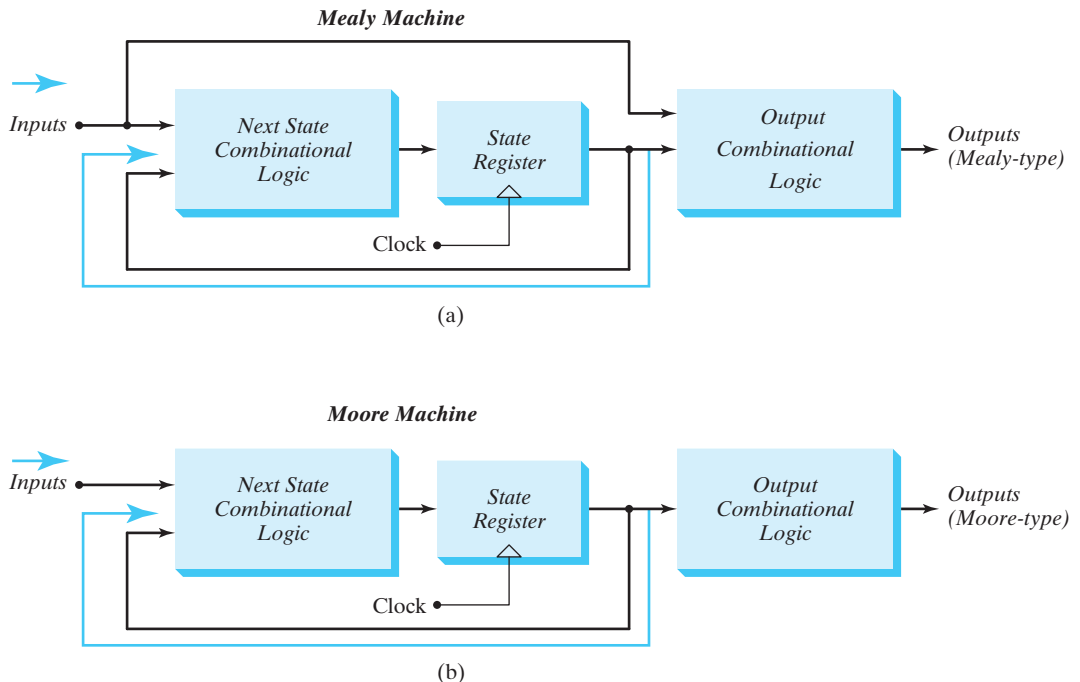 Mealy Machine
Inputs
Next State
Combinational
Logic
State
Register
Clock
Output
Combinational
Logic
Outputs
(Mealy-type)
(a)
Moore Machine
Inputs
Next State
Combinational
Logic
State
Register
Clock
Output
Combinational
Logic
Outputs
(Moore-type)
(b)